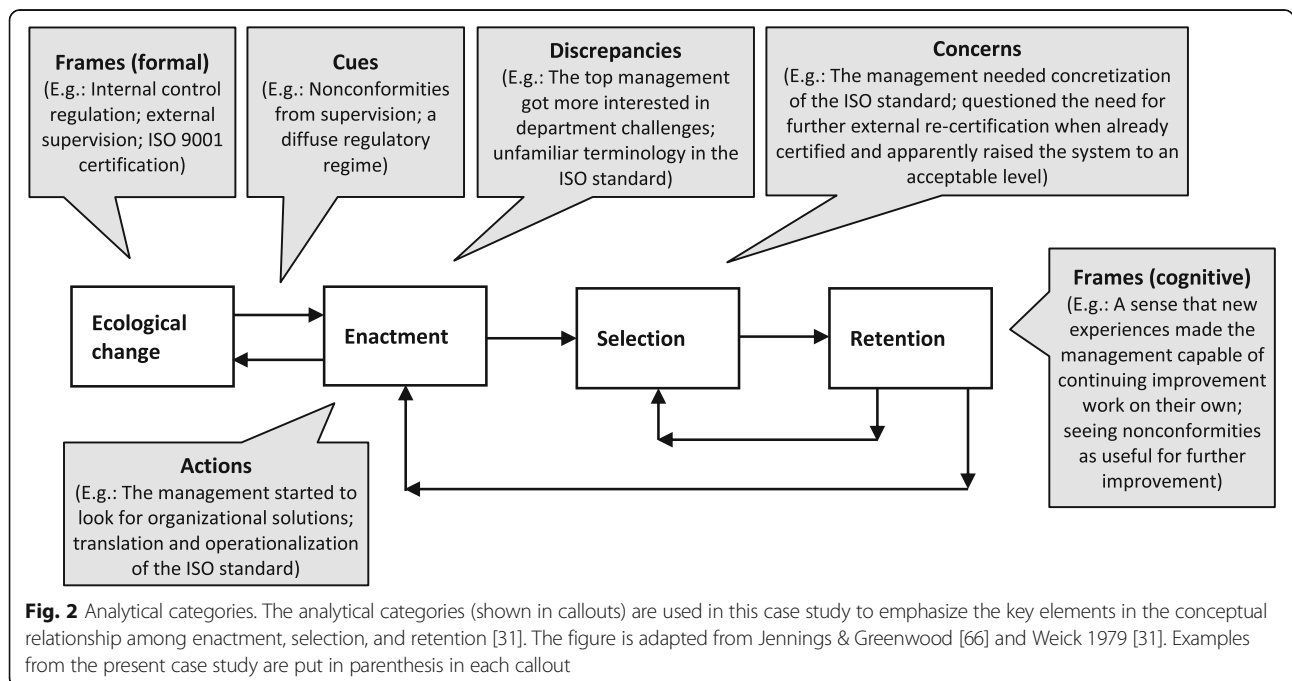 Frames (formal)
(E.g.: Internal control
regulation; external
supervision; ISO 9001
certification)
Cues
(E.g.: Nonconformities
from supervision; a
diffuse regulatory
regime)
Discrepancies
(E.g.: The top management
got more interested in
department challenges;
unfamiliar terminology in the
ISO standard)
Concerns
(E.g.: The management needed concretization
of the ISO standard; questioned the need for
further external re-certification when already
certified and apparently raised the system to an
acceptable level)
Frames (cognitive)
(E.g.: A sense that new
experiences made the
management capable of
continuing improvement
work on their own;
seeing nonconformities
as useful for further
improvement)
Ecological
change
Enactment
Selection
Retention
Actions
(E.g.: The management started to
look for organizational solutions;
translation and operationalization
of the ISO standard)
Fig. 2 Analytical categories. The analytical categories (shown in callouts) are used in this case study to emphasize the key elements in the conceptual
relationship among enactment, selection, and retention [31]. The figure is adapted from Jennings & Greenwood [66] and Weick 1979 [31]. Examples
from the present case study are put in parenthesis in each callout